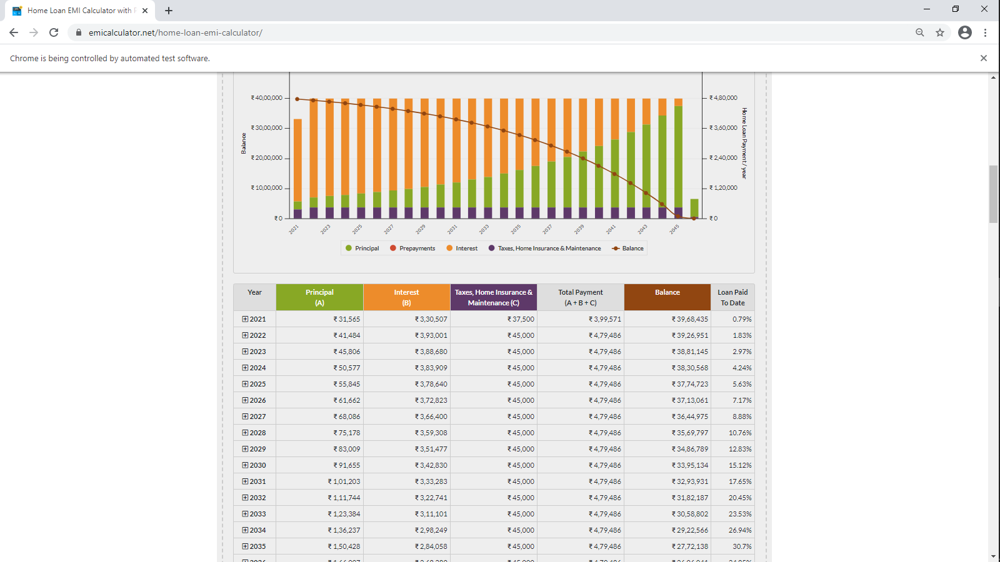 Home Loan EMI Calculator with
emicalculator.net/home-loan-emi-calculator/
Chrome is being controlled by automated test software.
₹ 40,00,000
₹ 30,00,000
₹ 20,00,000
₹ 10,00,000
₹ 0
Balance
₹ 4,80,000
₹ 3,60,000
₹ 2,40,000
₹ 1,20,000
₹ 0
Home Loan Payment / year
2021 2023 2025 2027 2029 2031 2033 2035 2037 2039 2041 2043 2045
Principal Prepayments Interest Taxes, Home Insurance & Maintenance Balance
Year Principal Interest Taxes, Home Insurance & Total Payment Balance Loan Paid
(A) (B) Maintenance (C) (A + B + C) To Date
2021 ₹ 31,565 ₹ 3,30,507 ₹ 37,500 ₹ 3,99,571 ₹ 39,68,435 0.79%
2022 ₹ 41,484 ₹ 3,93,001 ₹ 45,000 ₹ 4,79,486 ₹ 39,26,951 1.83%
2023 ₹ 45,806 ₹ 3,88,680 ₹ 45,000 ₹ 4,79,486 ₹ 38,81,145 2.97%
2024 ₹ 50,577 ₹ 3,83,909 ₹ 45,000 ₹ 4,79,486 ₹ 38,30,568 4.24%
2025 ₹ 55,845 ₹ 3,78,640 ₹ 45,000 ₹ 4,79,486 ₹ 37,74,723 5.63%
2026 ₹ 61,662 ₹ 3,72,823 ₹ 45,000 ₹ 4,79,486 ₹ 37,13,061 7.17%
2027 ₹ 68,086 ₹ 3,66,400 ₹ 45,000 ₹ 4,79,486 ₹ 36,44,975 8.88%
2028 ₹ 75,178 ₹ 3,59,308 ₹ 45,000 ₹ 4,79,486 ₹ 35,69,797 10.76%
2029 ₹ 83,009 ₹ 3,51,477 ₹ 45,000 ₹ 4,79,486 ₹ 34,86,789 12.83%
2030 ₹ 91,655 ₹ 3,42,830 ₹ 45,000 ₹ 4,79,486 ₹ 33,95,134 15.12%
2031 ₹ 1,01,203 ₹ 3,33,283 ₹ 45,000 ₹ 4,79,486 ₹ 32,93,931 17.65%
2032 ₹ 1,11,744 ₹ 3,22,741 ₹ 45,000 ₹ 4,79,486 ₹ 31,82,187 20.45%
2033 ₹ 1,23,384 ₹ 3,11,101 ₹ 45,000 ₹ 4,79,486 ₹ 30,58,802 23.53%
2034 ₹ 1,36,237 ₹ 2,98,249 ₹ 45,000 ₹ 4,79,486 ₹ 29,22,566 26.94%
2035 ₹ 1,50,428 ₹ 2,84,058 ₹ 45,000 ₹ 4,79,486 ₹ 27,72,138 30.7%